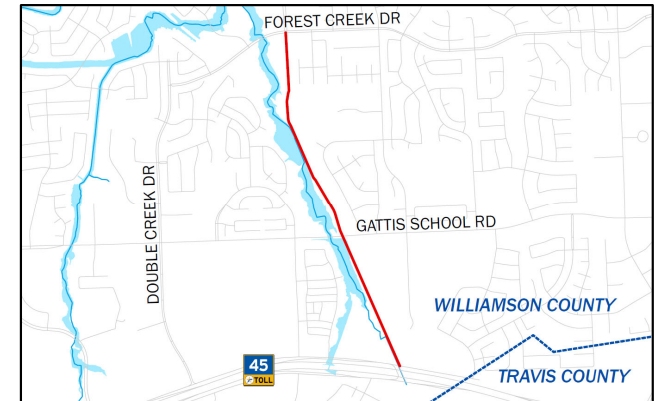 FOREST CREEK DR
DOUBLE CREEK DR
GATTIS SCHOOL RD
WILLIAMSON COUNTY
45
TOLL
TRAVIS COUNTY